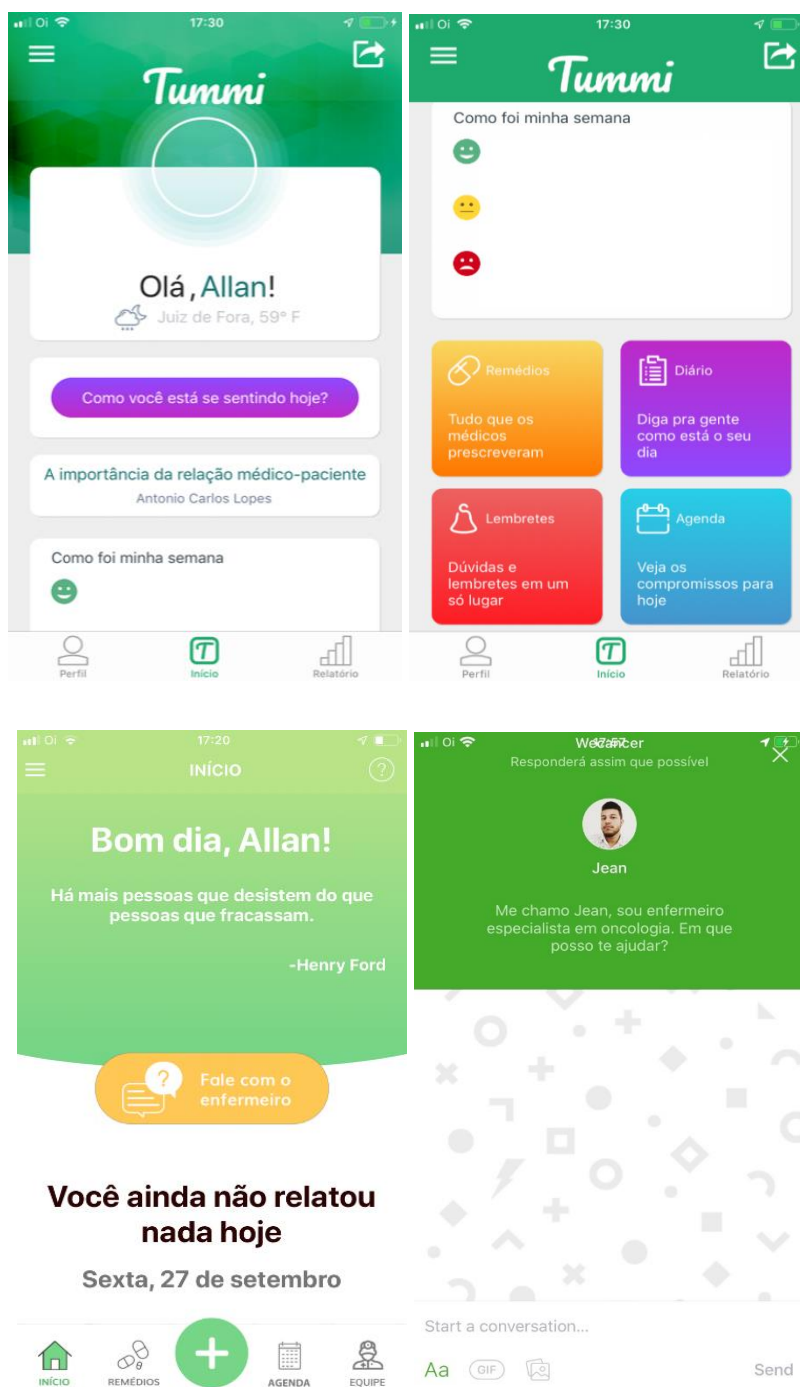 Oi 17:30
Tummi
Olá, Allan!
Juiz de Fora, 59° F
Como você está se sentindo hoje?
A importância da relação médico-paciente
Antonio Carlos Lopes
Como foi minha semana
Perfil
Início
Relatório
Oi 17:30
Tummi
Como foi minha semana
Remédios
Tudo que os
médicos
prescreveram
Diário
Diga pra gente
como está o seu
dia
Lembretes
Dúvidas e
lembretes em um
só lugar
Agenda
Veja os
compromissos para
hoje
Perfil
T
Início
Relatório
Oi 17:20
INÍCIO
?
Bom dia, Allan!
Há mais pessoas que desistem do que
pessoas que fracassam.
-Henry Ford
?
Fale com o
enfermeiro
Você ainda não relatou
nada hoje
Sexta, 27 de setembro
INÍCIO
REMÉDIOS
AGENDA
EQUIPE
Oi
Wecancer
Responderá assim que possível
Jean
Me chamo Jean, sou enfermeiro
especialista em oncologia. Em que
posso te ajudar?
Start a conversation...
Aa GIF Send